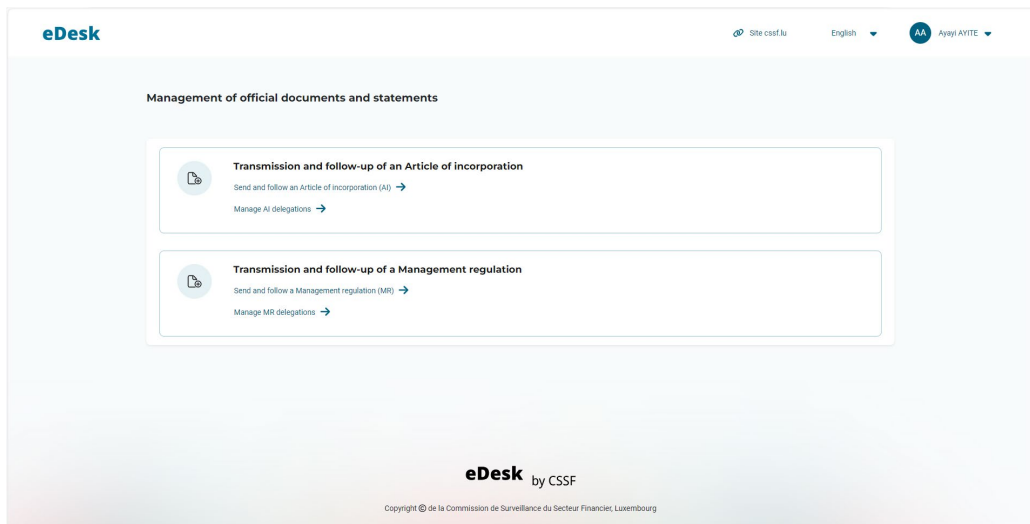 eDesk
Site cssf.lu
English
AA
Ayayi AYITE
Management of official documents and statements
Transmission and follow-up of an Article of incorporation
Send and follow an Article of incorporation (AI)
Manage AI delegations
Transmission and follow-up of a Management regulation
Send and follow a Management regulation (MR)
Manage MR delegations
eDesk by CSSF
Copyright © de la Commission de Surveillance du Secteur Financier, Luxembourg